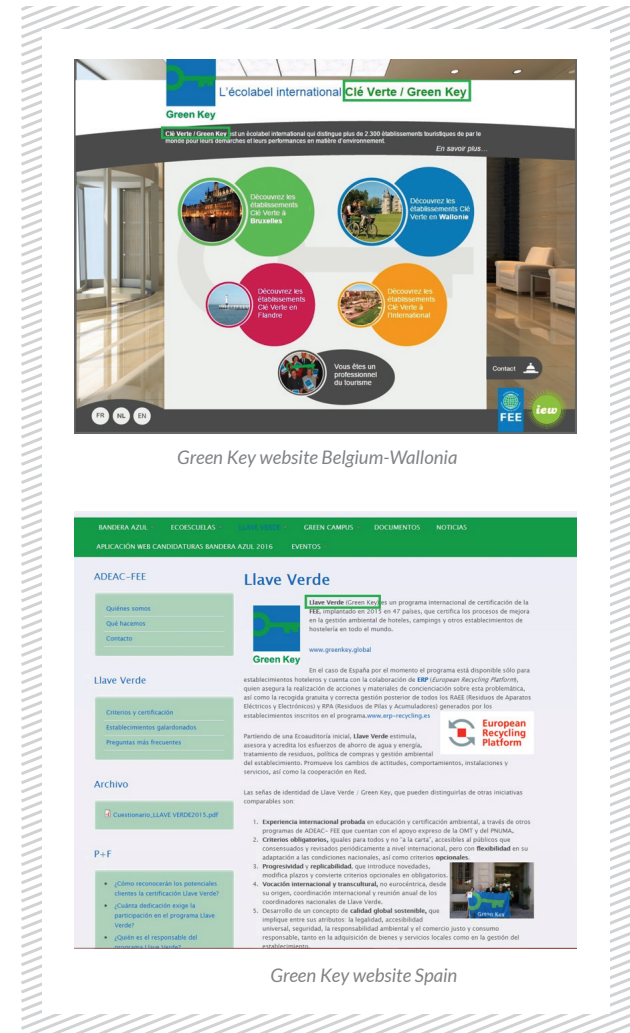 L'écolabel international Clé Verte / Green Key
Green Key
Clé Verte / Green Key est un écolabel international qui distingue plus de 2.300 établissements touristiques de par le
monde pour leurs démarches et leurs performances en matière d'environnement.
En savoir plus...
Découvrez les
établissements
Clé Verte à
Bruxelles
Découvrez les
établissements Clé
Verte en Wallonie
Découvrez les
établissements
Clé Verte en
Flandre
Découvrez les
établissements
Clé Verte à
l'International
Vous êtes un
professionnel
du tourisme
Contact
FR NL EN
FEE
iew
Green Key website Belgium-Wallonia
BANDERA AZUL ECOESCUELAS LLAVE VERDE GREEN CAMPUS DOCUMENTOS NOTICIAS
APLICACIÓN WEB CANDIDATURAS BANDERA AZUL 2016 EVENTOS
ADEAC-FEE
Quiénes somos
Qué hacemos
Contacto
Llave Verde
Criterios y certificación
Establecimientos galardonados
Preguntas más frecuentes
Archivo
Cuestionario_LLAVE VERDE2015.pdf
P+F
¿Cómo reconocerán los potenciales
clientes la certificación Llave Verde?
¿Cuánta dedicación exige la
participación en el programa Llave
Verde?
¿Quién es el responsable del
programa Llave Verde?
Llave Verde
Green Key
Llave Verde (Green Key) es un programa internacional de certificación de la
FEE, implantado en 2015 en 47 países, que certifica los procesos de mejora
en la gestión ambiental de hoteles, campings y otros establecimientos de
hostelería en todo el mundo.
www.greenkey.global
En el caso de España por el momento el programa está disponible sólo para
establecimientos hoteleros y cuenta con la colaboración de ERP (European Recycling Platform),
quien asegura la realización de acciones y materiales de concienciación sobre esta problemática,
así como la recogida gratuita y correcta gestión posterior de todos los RAEE (Residuos de Aparatos
Eléctricos y Electrónicos) y RPA (Residuos de Pilas y Acumuladores) generados por los
establecimientos inscritos en el programa.www.erp-recycling.es
European
Recycling
Platform
Partiendo de una Ecoauditoría inicial, Llave Verde estimula,
asesora y acredita los esfuerzos de ahorro de agua y energía,
tratamiento de residuos, política de compras y gestión ambiental
del establecimiento. Promueve los cambios de actitudes, comportamientos, instalaciones y
servicios, así como la cooperación en Red.
Las señas de identidad de Llave Verde / Green Key, que pueden distinguirlas de otras iniciativas
comparables son:
1. Experiencia internacional probada en educación y certificación ambiental, a través de otros
programas de ADEAC- FEE que cuentan con el apoyo expreso de la OMT y del PNUMA.
2. Criterios obligatorios, iguales para todos y no "a la carta", accesibles al públicos que
consensuados y revisados periódicamente a nivel internacional, pero con flexibilidad en su
adaptación a las condiciones nacionales, así como criterios opcionales.
3. Progresividad y replicabilidad, que introduce novedades,
modifica plazos y convierte criterios opcionales en obligatorios.
4. Vocación internacional y transcultural, no eurocéntrica, desde
su origen, coordinación internacional y reunión anual de los
coordinadores nacionales de Llave Verde.
5. Desarrollo de un concepto de calidad global sostenible, que
implique entre sus atributos: la legalidad, accesibilidad
universal, seguridad, la responsabilidad ambiental y el comercio justo y consumo
responsable, tanto en la adquisición de bienes y servicios locales como en la gestión del
establecimiento.
Green Key
Green Key website Spain